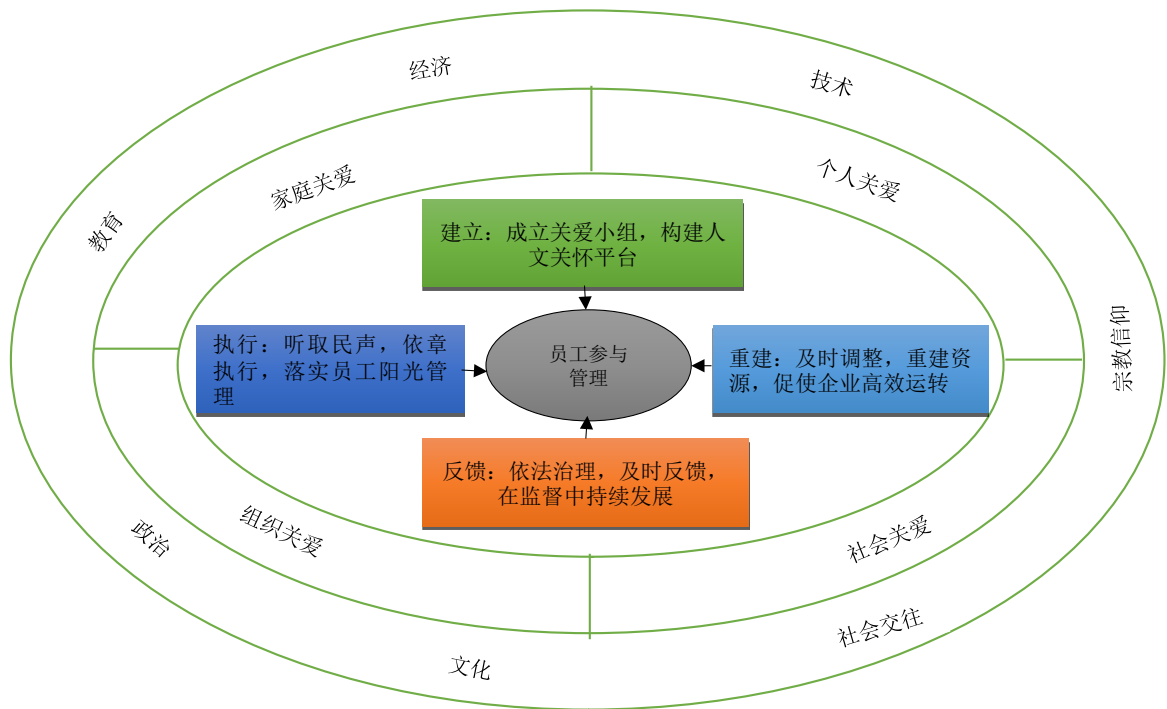 经济
技术
家庭关爱
个人关爱
教育
建立：成立关爱小组，构建人
文关怀平台
宗教信仰
执行：听取民声，依章
执行，落实员工阳光管
理
员工参与
管理
重建：及时调整，重建资
源，促使企业高效运转
反馈：依法治理，及时反馈，
在监督中持续发展
政治
组织关爱
社会关爱
社会交往
文化